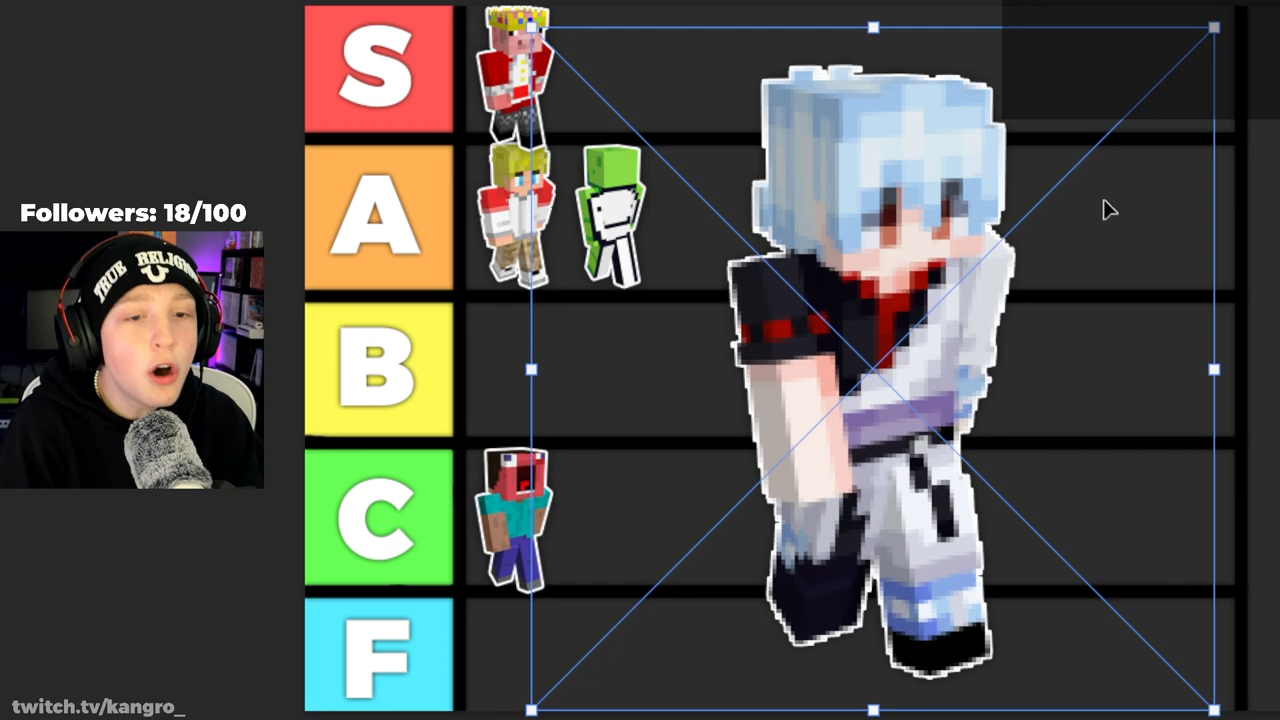 S
A
Followers: 18/100
TRUE RELIGION
B
C
F
twitch.tv/kangro_